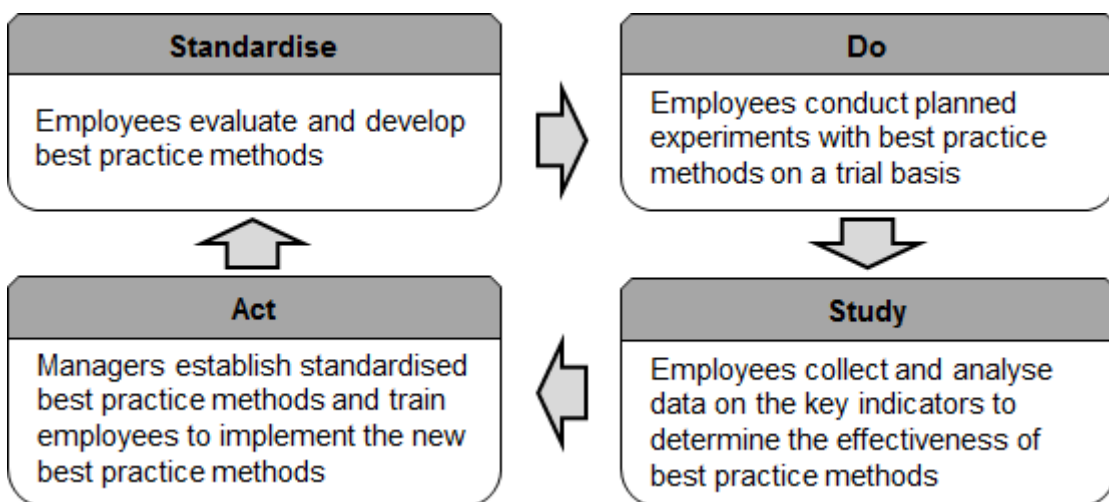 Standardise
Employees evaluate and develop
best practice methods
Do
Employees conduct planned
experiments with best practice
methods on a trial basis
Act
Managers establish standardised
best practice methods and train
employees to implement the new
best practice methods
Study
Employees collect and analyse
data on the key indicators to
determine the effectiveness of
best practice methods